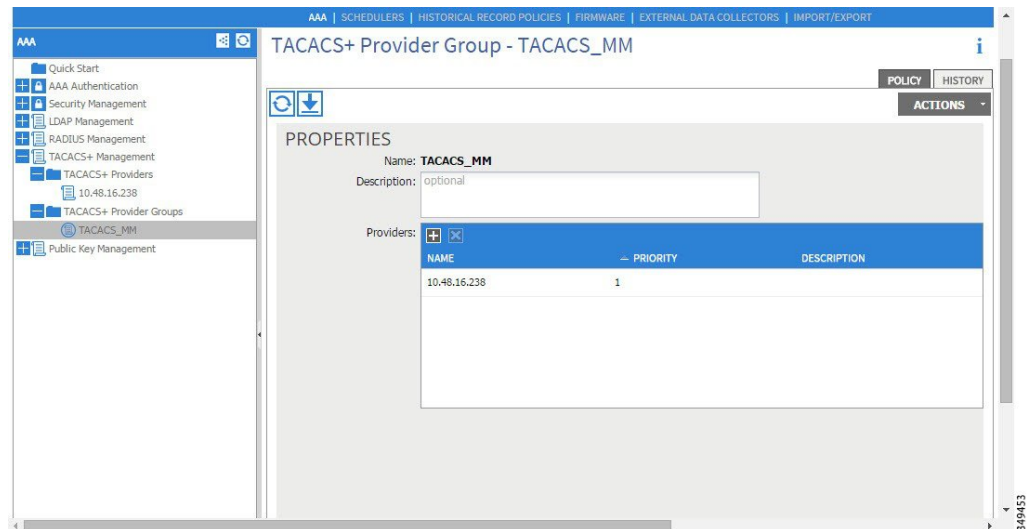 AAA | SCHEDULERS | HISTORICAL RECORD POLICIES | FIRMWARE | EXTERNAL DATA COLLECTORS | IMPORT/EXPORT
AAA
Quick Start
AAA Authentication
Security Management
LDAP Management
RADIUS Management
TACACS+ Management
TACACS+ Providers
10.48.16.238
TACACS+ Provider Groups
TACACS_MM
Public Key Management
TACACS+ Provider Group - TACACS_MM
i
POLICY HISTORY
ACTIONS
PROPERTIES
Name: TACACS_MM
Description: optional
Providers:
NAME PRIORITY DESCRIPTION
10.48.16.238 1
349453